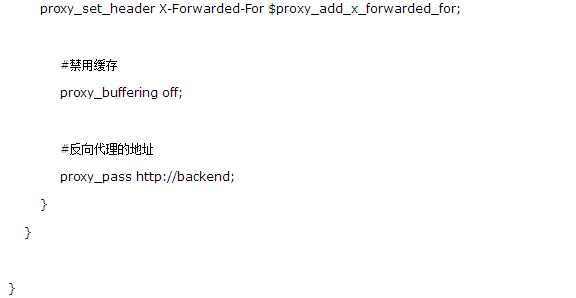 proxy_set_header X-Forwarded-For $proxy_add_x_forwarded_for;
#禁用缓存
proxy_buffering off;
#反向代理的地址
proxy_pass http://backend;
}
}
}